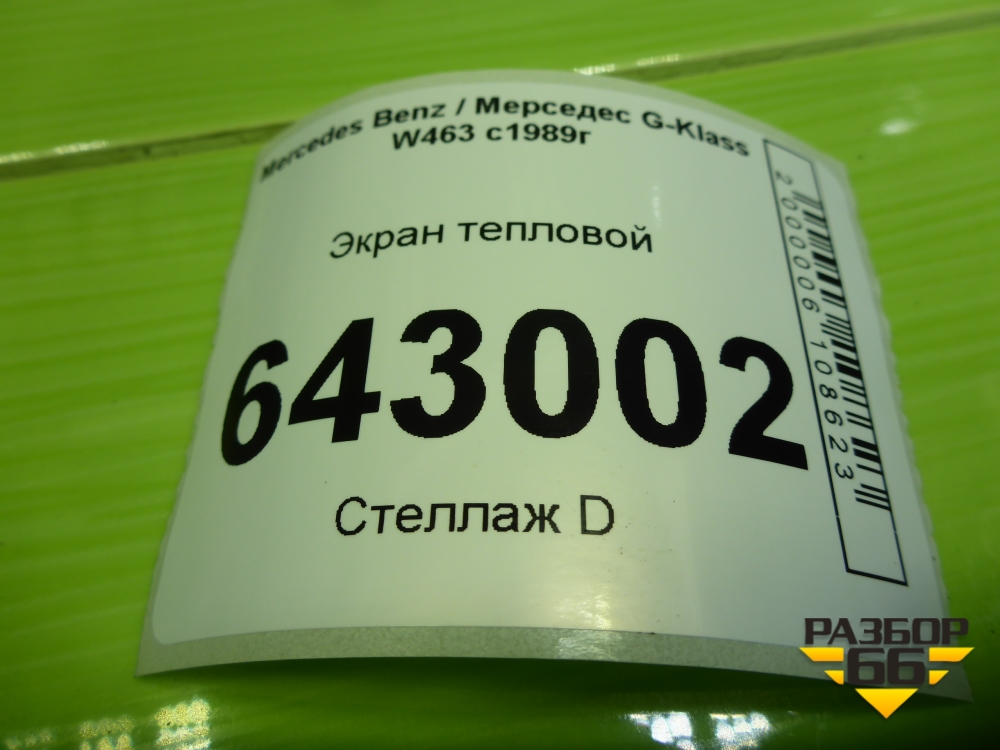 Mercedes Benz / Мерседес G-Klass
W463 с1989г
Экран тепловой
643002
Стеллаж D
2000006108623
РАЗБОР
66